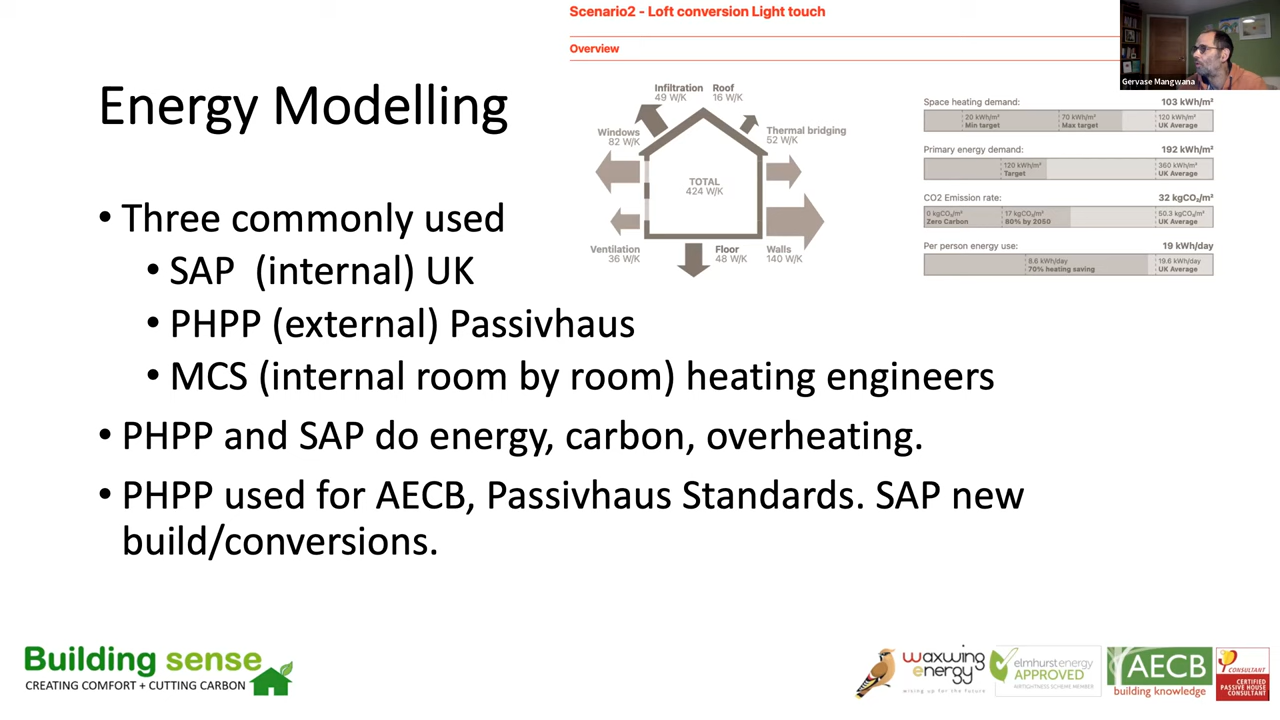 Scenario2 - Loft conversion Light touch
Overview
Gervase Mangwana
Energy Modelling
Infiltration
49 W/K
Roof
16 W/K
Windows
82 W/K
Thermal bridging
52 W/K
TOTAL
424 W/K
Ventilation
36 W/K
Floor
48 W/K
Walls
140 W/K
Space heating demand: 103 kWh/m²
20 kWh/m²
Min target
70 kWh/m²
Max target
120 kWh/m²
UK Average
Primary energy demand: 192 kWh/m²
120 kWh/m²
Target
360 kWh/m²
UK Average
CO2 Emission rate: 32 kgCO₂/m²
0 kgCO₂/m²
Zero Carbon
17 kgCO₂/m²
80% by 2050
50.3 kgCO₂/m²
UK Average
Per person energy use: 19 kWh/day
8.6 kWh/day
70% heating saving
19.6 kWh/day
UK Average
• Three commonly used
• SAP (internal) UK
• PHPP (external) Passivhaus
• MCS (internal room by room) heating engineers
• PHPP and SAP do energy, carbon, overheating.
• PHPP used for AECB, Passivhaus Standards. SAP new
build/conversions.
Building sense
CREATING COMFORT + CUTTING CARBON
waxwing
energy
wising up for the future
elmhurstenergy
APPROVED
AIRTIGHTNESS SCHEME MEMBER
AECB
building knowledge
CONSULTANT
CERTIFIED
PASSIVE HOUSE
CONSULTANT